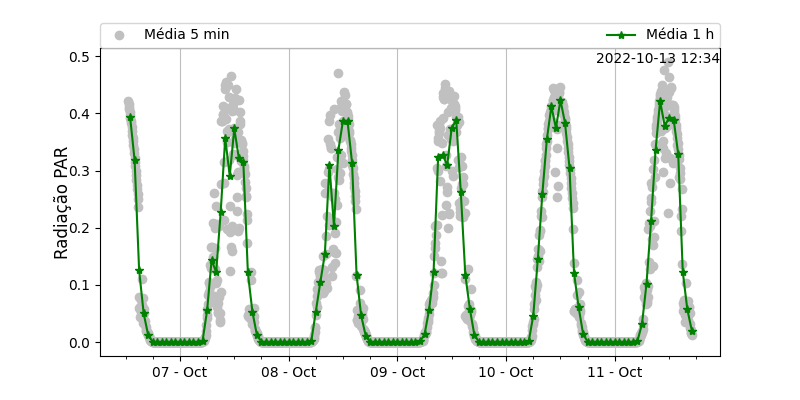 Média 5 min
Média 1 h
2022-10-13 12:34
Radiação PAR
0.5
0.4
0.3
0.2
0.1
0.0
07 - Oct
08 - Oct
09 - Oct
10 - Oct
11 - Oct